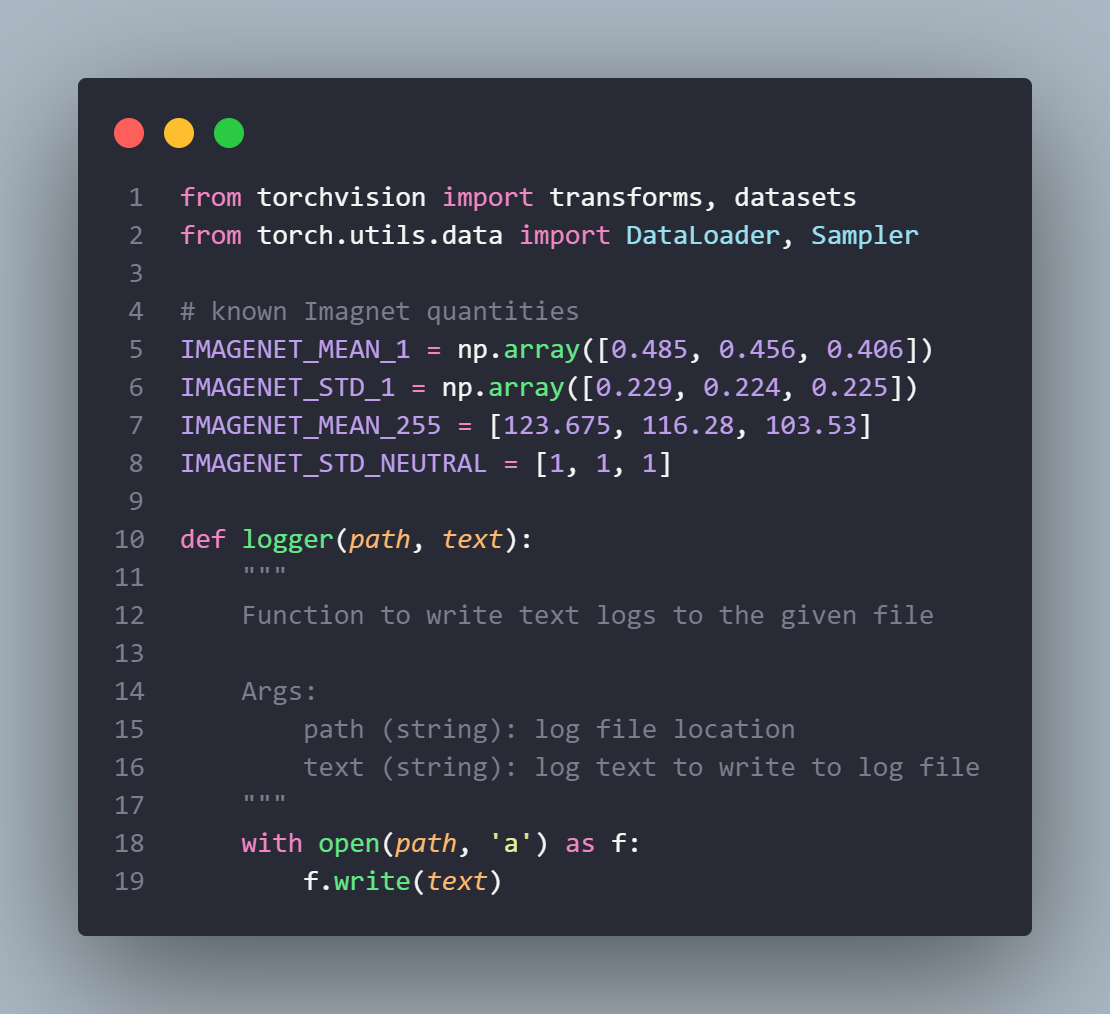 1 from torchvision import transforms, datasets
2 from torch.utils.data import DataLoader, Sampler
3
4 # known Imagnet quantities
5 IMAGENET_MEAN_1 = np.array([0.485, 0.456, 0.406])
6 IMAGENET_STD_1 = np.array([0.229, 0.224, 0.225])
7 IMAGENET_MEAN_255 = [123.675, 116.28, 103.53]
8 IMAGENET_STD_NEUTRAL = [1, 1, 1]
9
10 def logger(path, text):
11     """
12     Function to write text logs to the given file
13
14     Args:
15         path (string): log file location
16         text (string): log text to write to log file
17     """
18     with open(path, 'a') as f:
19         f.write(text)